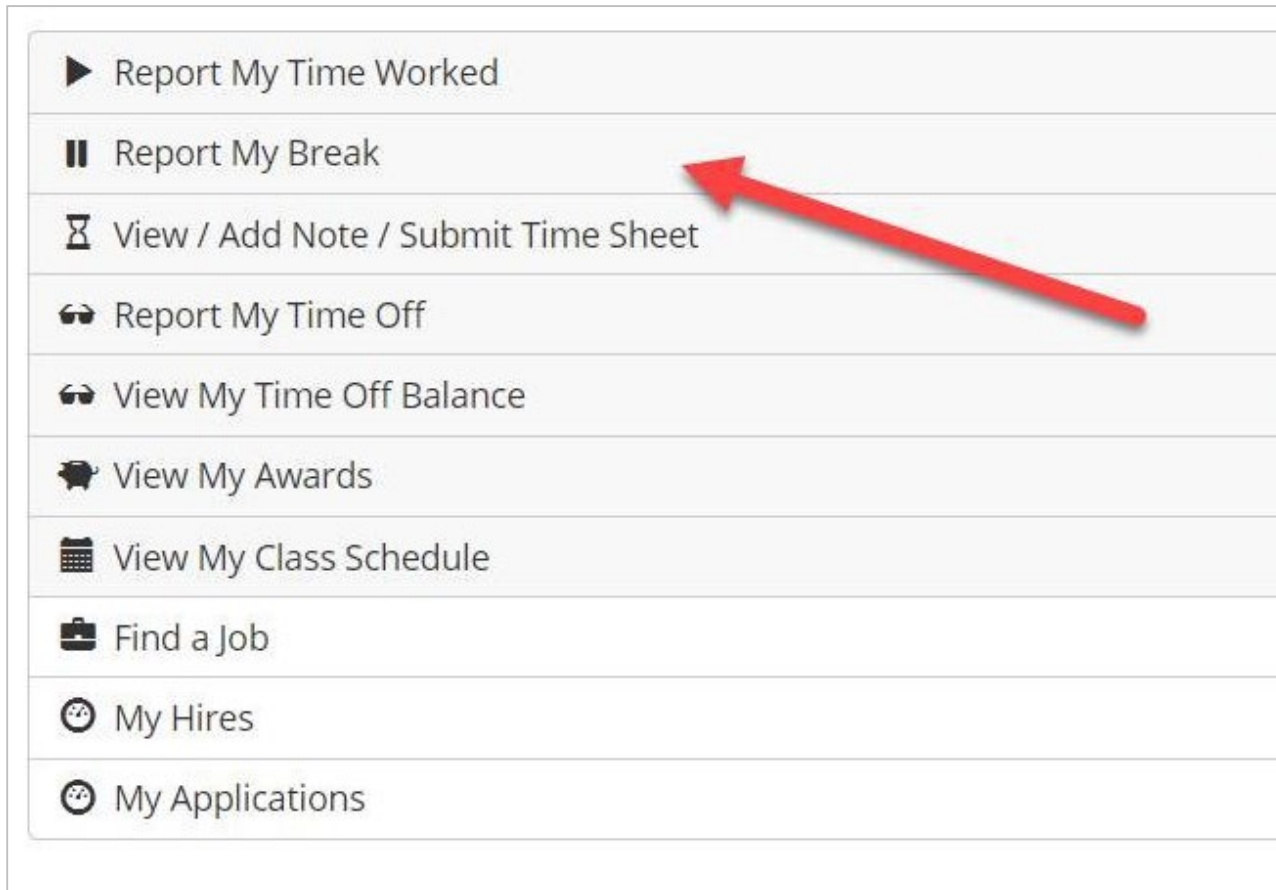 Report My Time Worked
Report My Break
View / Add Note / Submit Time Sheet
Report My Time Off
View My Time Off Balance
View My Awards
View My Class Schedule
Find a Job
My Hires
My Applications